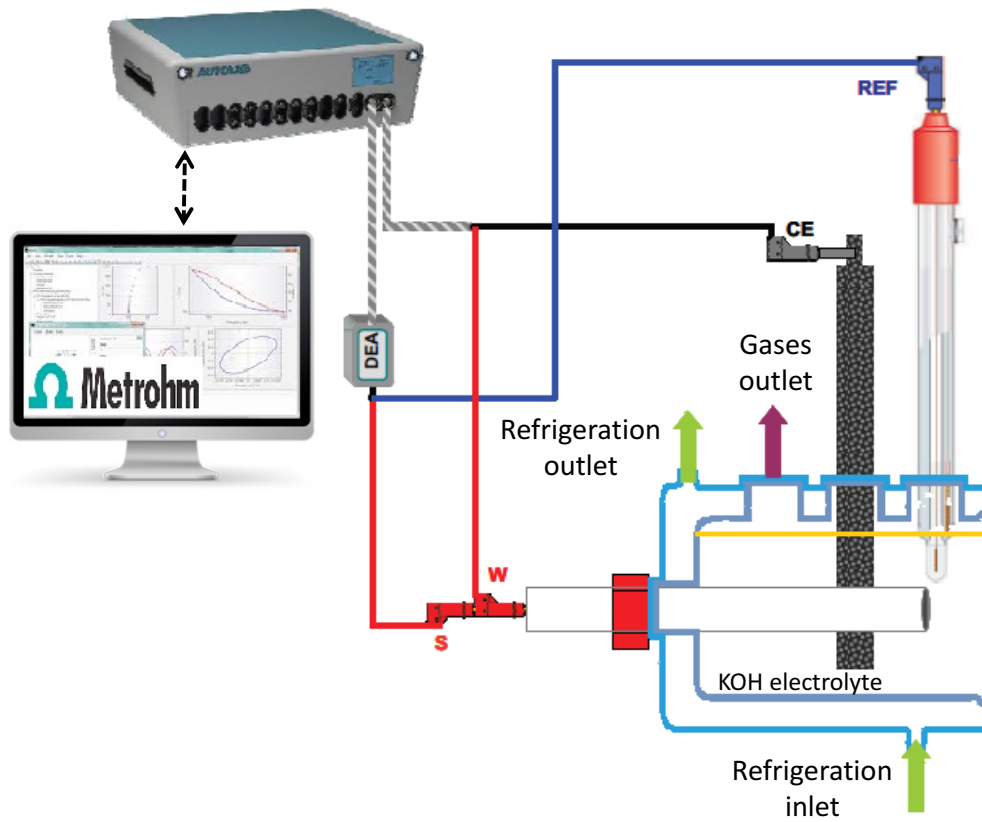 AUTOLAB
REF
CE
DEA
Gases
outlet
Refrigeration
outlet
Ω Metrohm
W
S
KOH electrolyte
Refrigeration
inlet